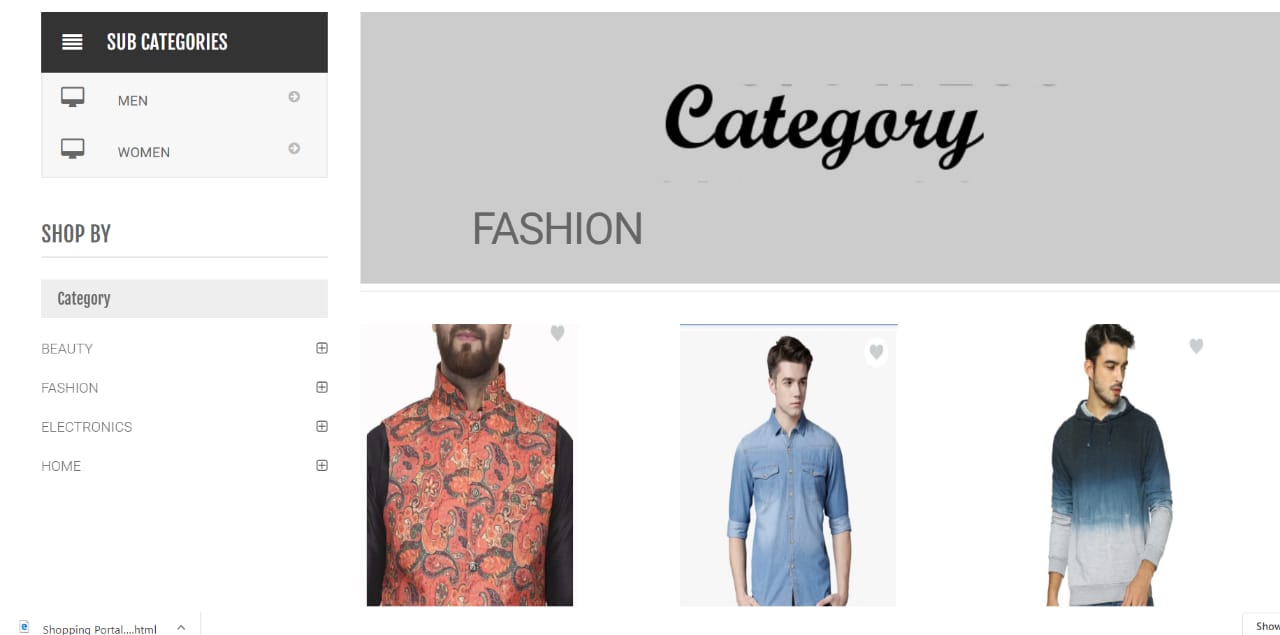 SUB CATEGORIES
MEN
WOMEN
SHOP BY
Category
BEAUTY
FASHION
ELECTRONICS
HOME
Category
FASHION
Shopping Portal....html
Show